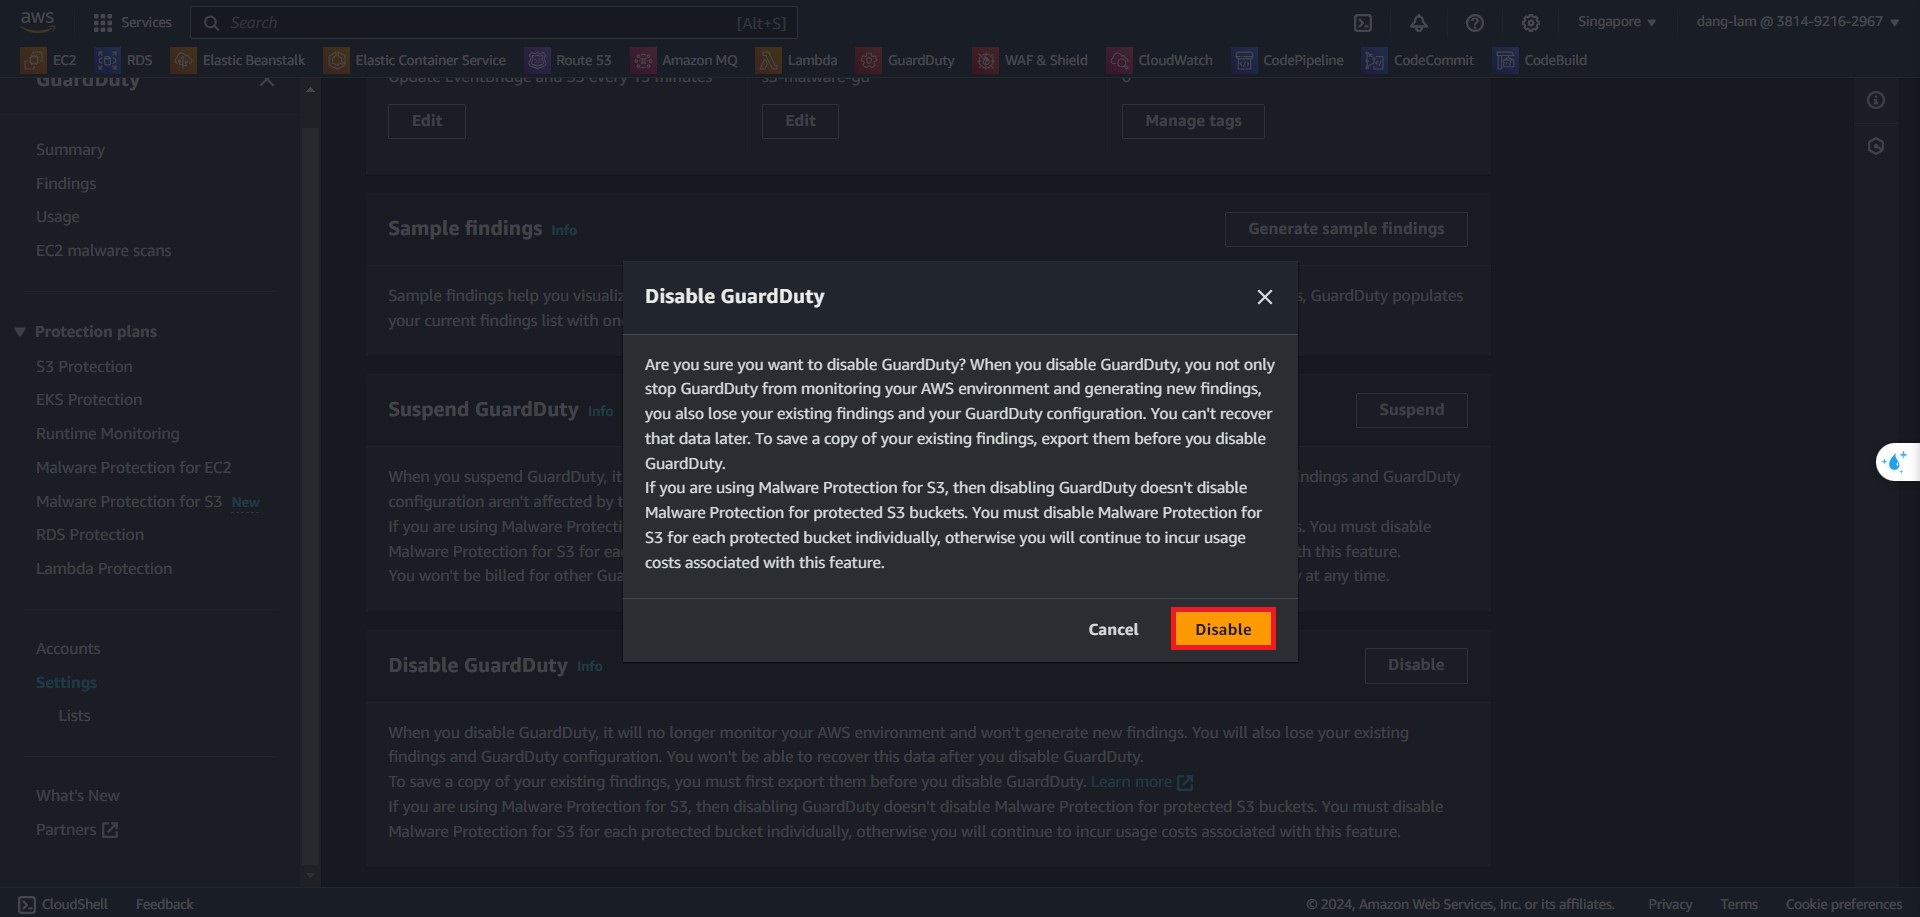 aws
Services
Search
[Alt+S]
Singapore
dang-lam @ 3814-9216-2967
EC2
RDS
Elastic Beanstalk
Elastic Container Service
Route 53
Amazon MQ
Lambda
GuardDuty
WAF & Shield
CloudWatch
CodePipeline
CodeCommit
CodeBuild
GuardDuty
Summary
Findings
Usage
EC2 malware scans
Protection plans
S3 Protection
EKS Protection
Runtime Monitoring
Malware Protection for EC2
Malware Protection for S3 New
RDS Protection
Lambda Protection
Accounts
Settings
Lists
What's New
Partners
Update EventBridge and S3 every 15 minutes
s3-malware-gd
0
Edit
Edit
Manage tags
Sample findings Info
Generate sample findings
Sample findings help you visualiz
s, GuardDuty populates
your current findings list with on
Suspend GuardDuty Info
Suspend
When you suspend GuardDuty, it
ndings and GuardDuty
configuration aren't affected by t
If you are using Malware Protecti
s. You must disable
Malware Protection for S3 for ea
th this feature.
You won't be billed for other Gua
y at any time.
Disable GuardDuty
Are you sure you want to disable GuardDuty? When you disable GuardDuty, you not only
stop GuardDuty from monitoring your AWS environment and generating new findings,
you also lose your existing findings and your GuardDuty configuration. You can't recover
that data later. To save a copy of your existing findings, export them before you disable
GuardDuty.
If you are using Malware Protection for S3, then disabling GuardDuty doesn't disable
Malware Protection for protected S3 buckets. You must disable Malware Protection for
S3 for each protected bucket individually, otherwise you will continue to incur usage
costs associated with this feature.
Cancel
Disable
Disable GuardDuty Info
Disable
When you disable GuardDuty, it will no longer monitor your AWS environment and won't generate new findings. You will also lose your existing
findings and GuardDuty configuration. You won't be able to recover this data after you disable GuardDuty.
To save a copy of your existing findings, you must first export them before you disable GuardDuty. Learn more
If you are using Malware Protection for S3, then disabling GuardDuty doesn't disable Malware Protection for protected S3 buckets. You must disable
Malware Protection for S3 for each protected bucket individually, otherwise you will continue to incur usage costs associated with this feature.
CloudShell
Feedback
© 2024, Amazon Web Services, Inc. or its affiliates.
Privacy
Terms
Cookie preferences